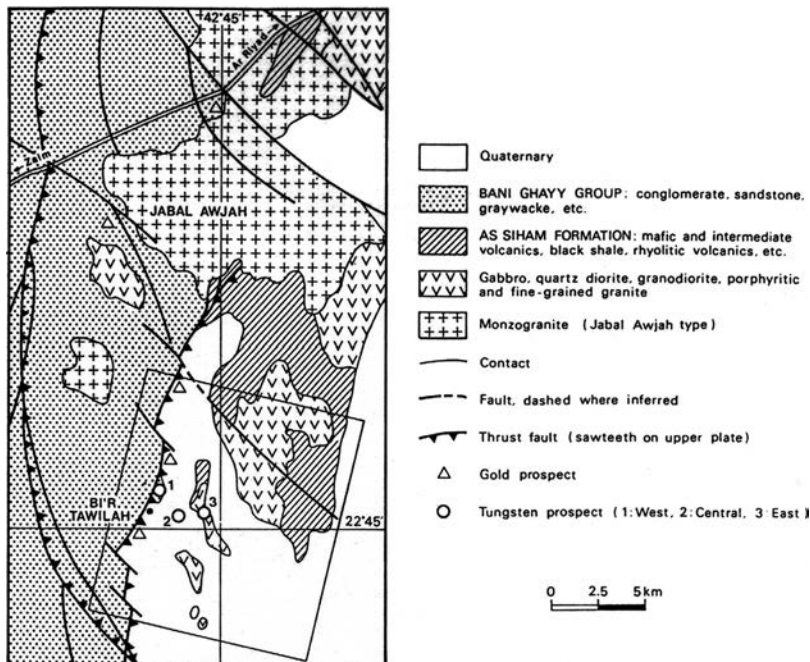 42°45'
Ar Riyad
Zalm
JABAL AWJAH
1
BI'R
TAWILAH
2
3
22°45'
Quaternary
BANI GHAYY GROUP: conglomerate, sandstone,
graywacke, etc.
AS SIHAM FORMATION: mafic and intermediate
volcanics, black shale, rhyolitic volcanics, etc.
Gabbro, quartz diorite, granodiorite, porphyritic
and fine-grained granite
Monzogranite (Jabal Awjah type)
Contact
Fault, dashed where inferred
Thrust fault (sawteeth on upper plate)
Gold prospect
Tungsten prospect (1:West, 2:Central, 3:East)
0 2.5 5km